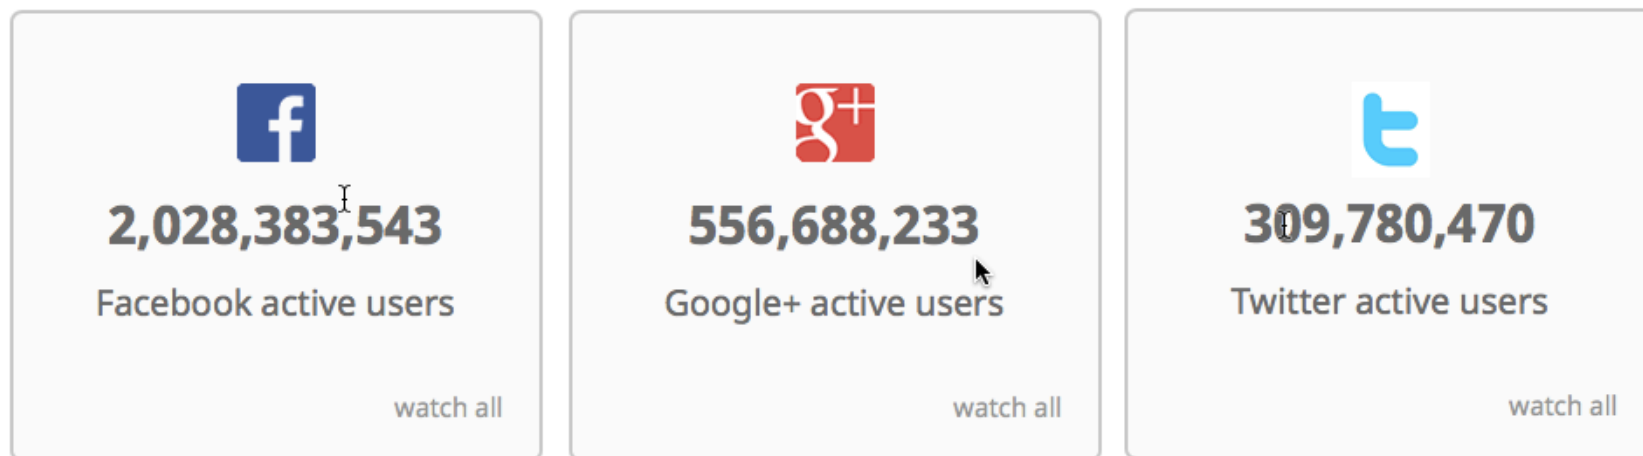 f
g+
t
2,028,383,543
556,688,233
309,780,470
Facebook active users
Google+ active users
Twitter active users
watch all
watch all
watch all